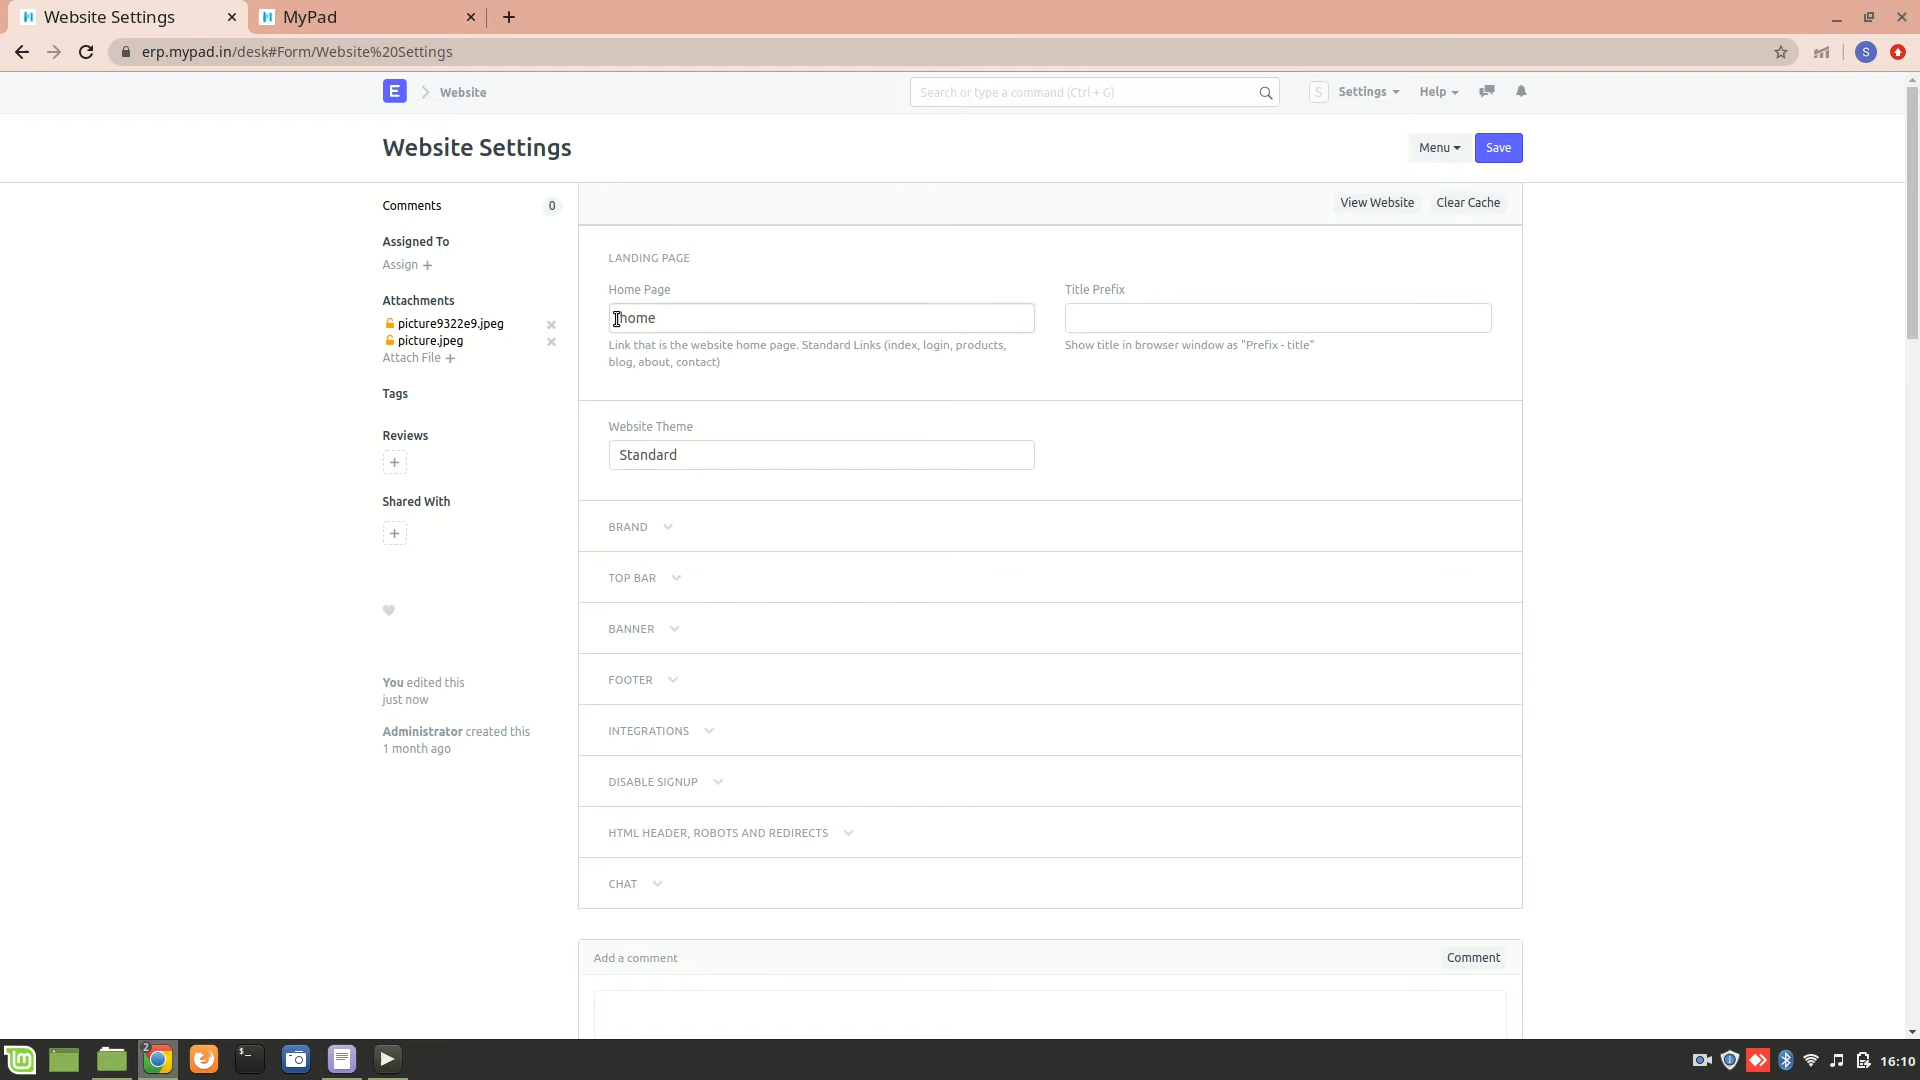 Website Settings
MyPad
erp.mypad.in/desk#Form/Website%20Settings
S
E
Website
Search or type a command (Ctrl + G)
S
Settings
Help
Website Settings
Menu
Save
Comments
0
View Website
Clear Cache
Assigned To
Assign +
Attachments
picture9322e9.jpeg
picture.jpeg
Attach File +
Tags
Reviews
+
Shared With
+
You edited this
just now
Administrator created this
1 month ago
LANDING PAGE
Home Page
home
Link that is the website home page. Standard Links (index, login, products,
blog, about, contact)
Title Prefix
Show title in browser window as "Prefix - title"
Website Theme
Standard
BRAND
TOP BAR
BANNER
FOOTER
INTEGRATIONS
DISABLE SIGNUP
HTML HEADER, ROBOTS AND REDIRECTS
CHAT
Add a comment
Comment
2
16:10